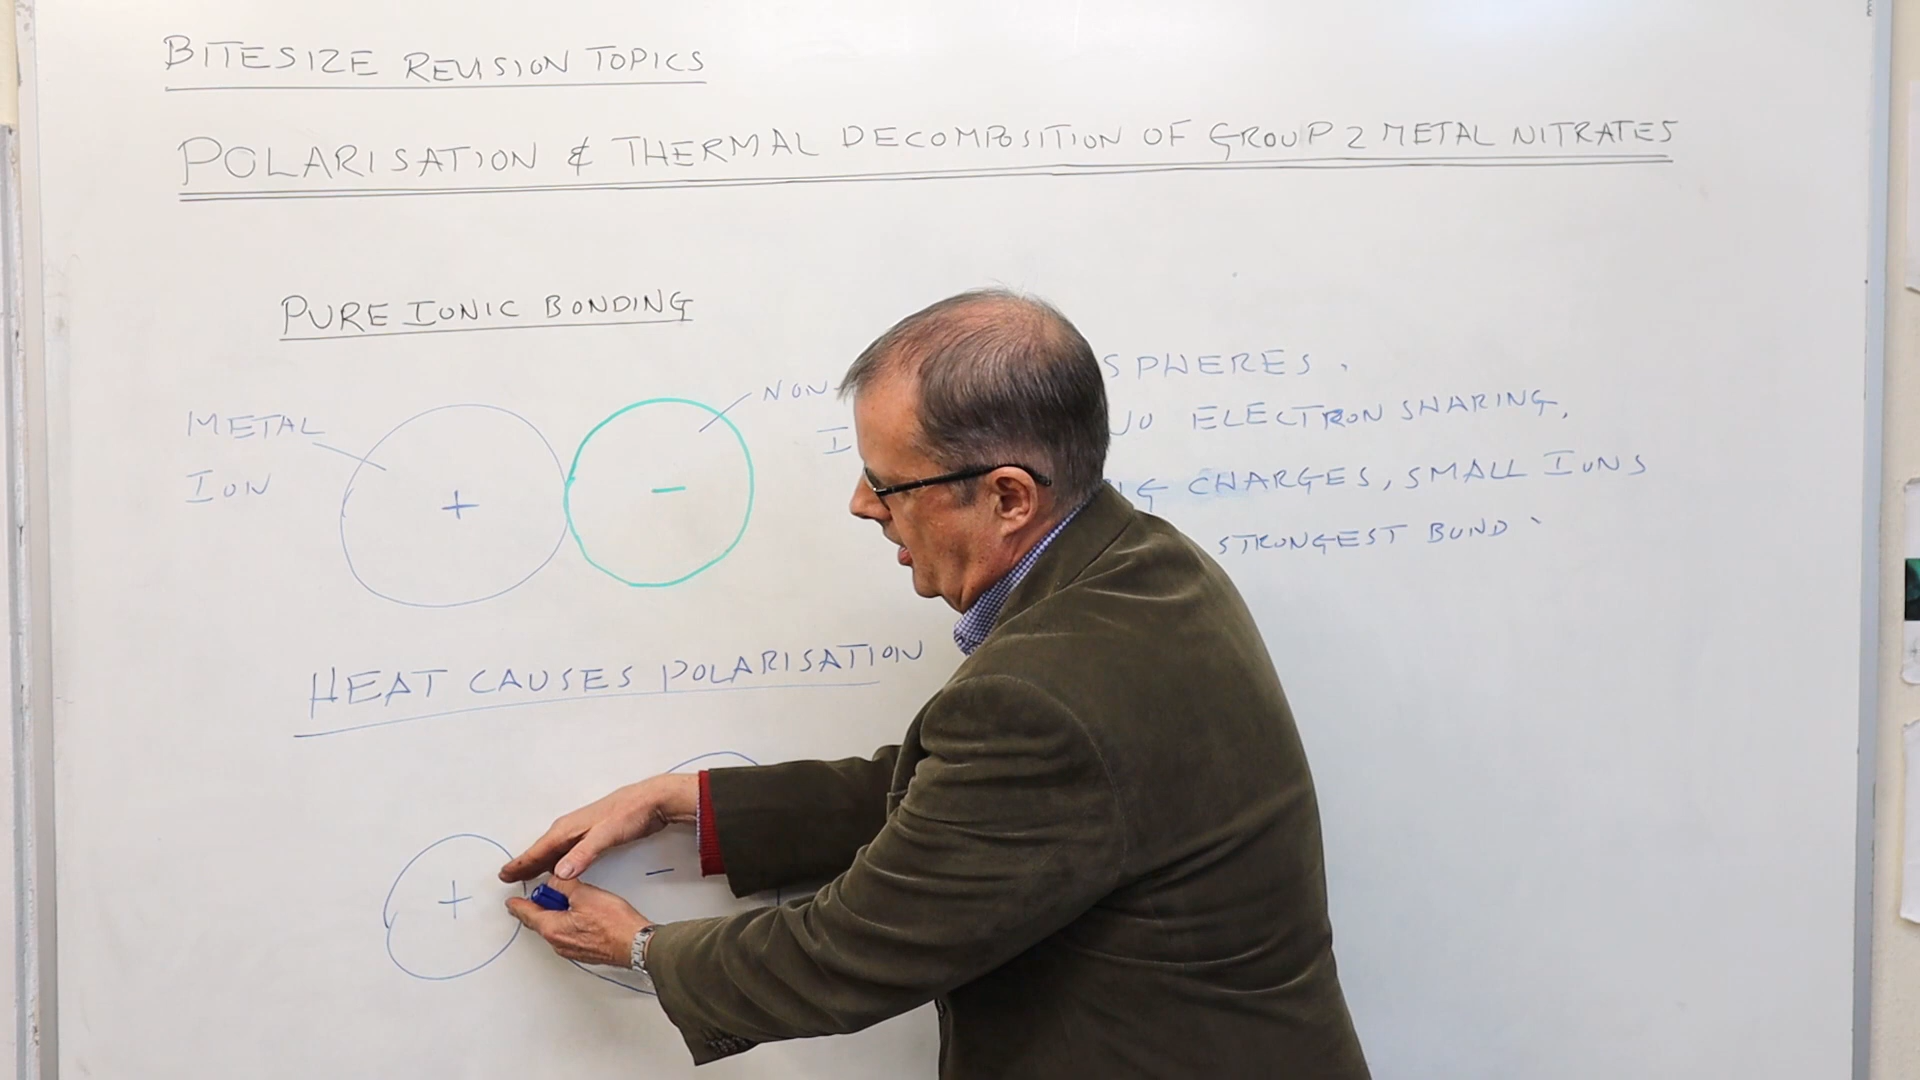 BITESIZE REVISION TOPICS
POLARISATION & THERMAL DECOMPOSITION OF GROUP 2 METAL NITRATES
PURE IONIC BONDING
METAL
ION
+
-
NON
I
SPHERES.
ELECTRON SHARING,
CHARGES, SMALL IONS
STRONGEST BOND
HEAT CAUSES POLARISATION
+
-